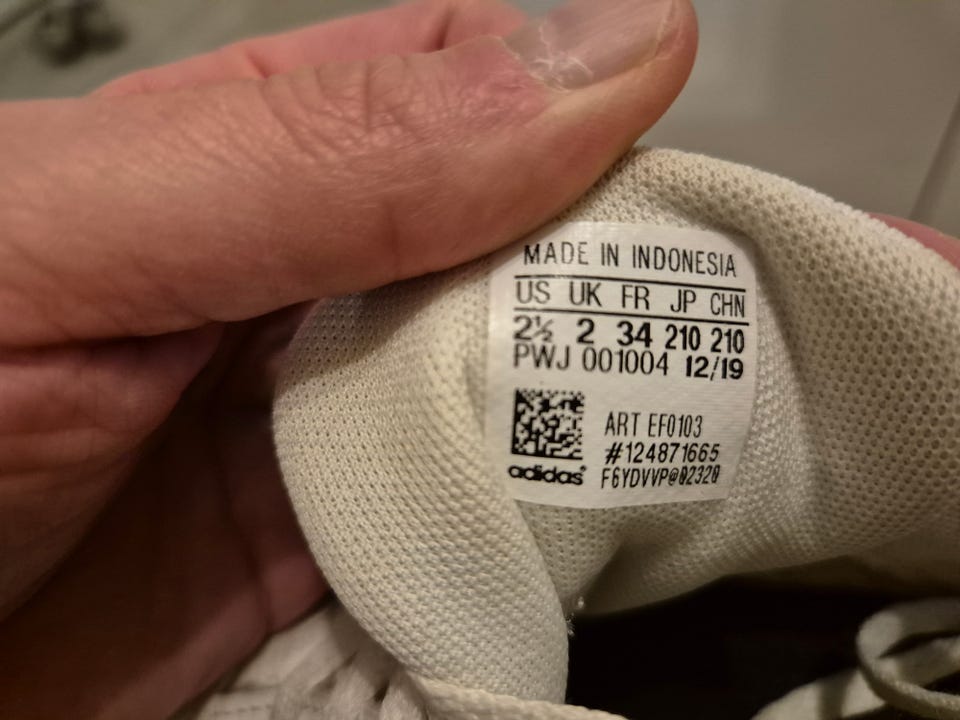 MADE IN INDONESIA
US UK FR JP CHN
2½ 2 34 210 210
PWJ 001004 12/19
ART EF0103
#124871665
adidas® F6YDVVP@02320